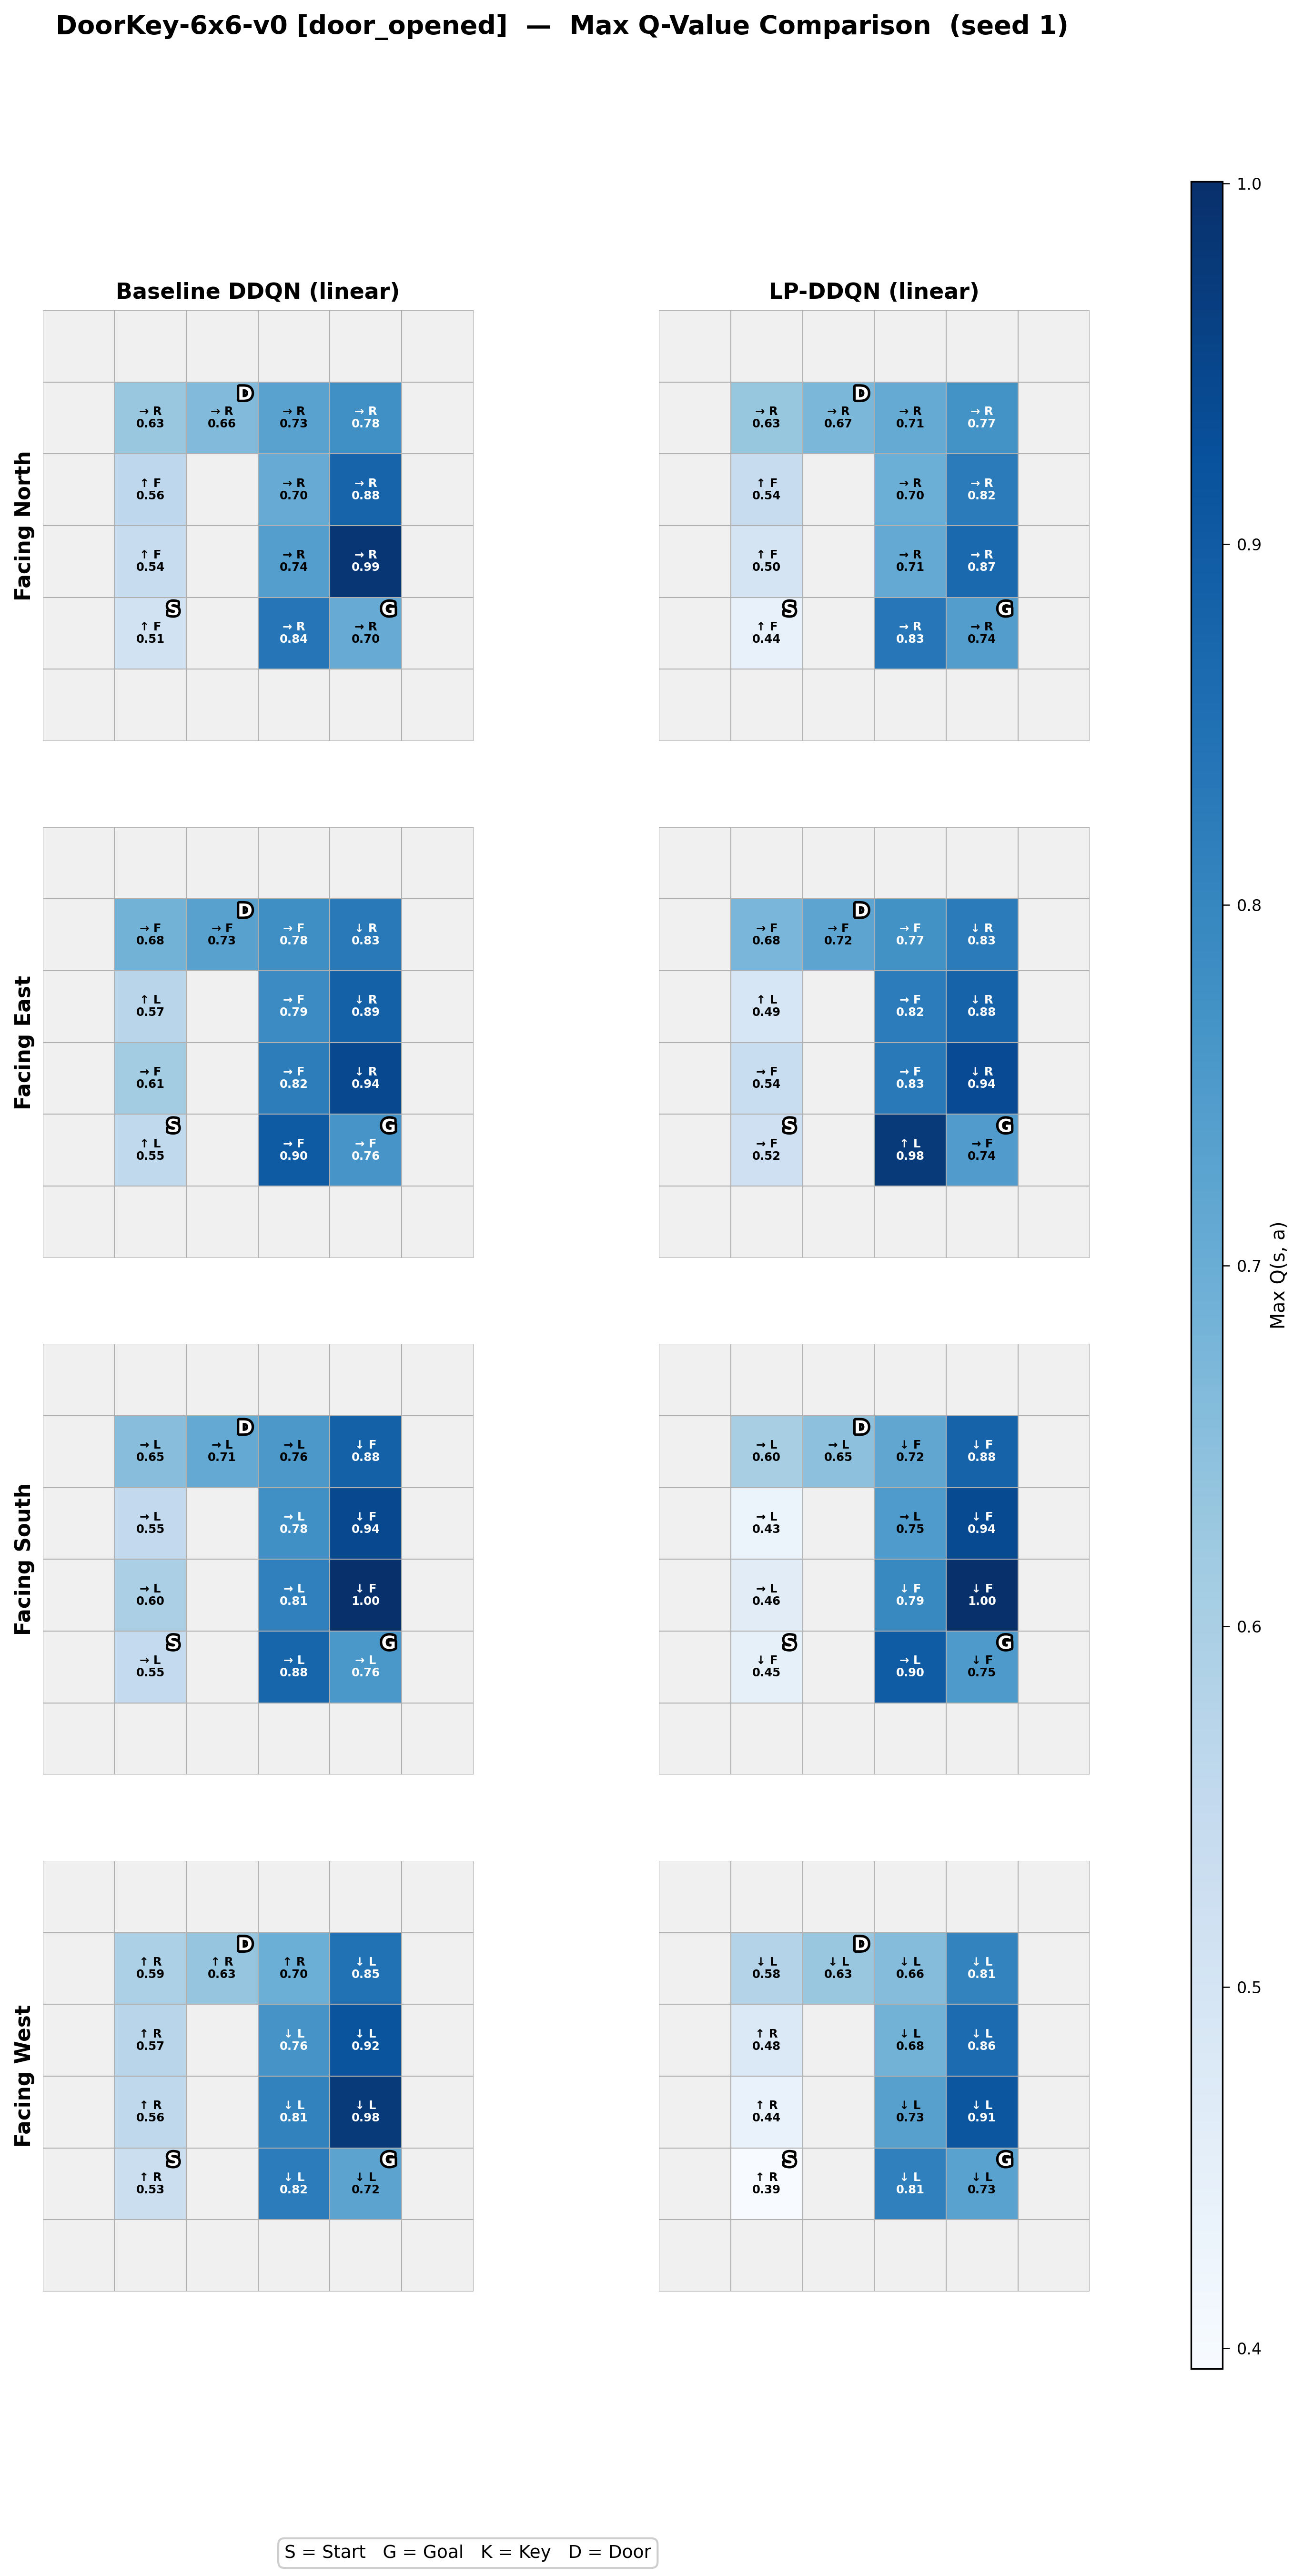 DoorKey-6x6-v0 [door_opened] — Max Q-Value Comparison (seed 1)
Baseline DDQN (linear)
LP-DDQN (linear)
Facing North
D
→ R → R → R → R
0.63 0.66 0.73 0.78
↑ F → R → R
0.56 0.70 0.88
↑ F → R → R
0.54 0.74 0.99
S G
↑ F → R → R
0.51 0.84 0.70
D
→ R → R → R → R
0.63 0.67 0.71 0.77
↑ F → R → R
0.54 0.70 0.82
↑ F → R → R
0.50 0.71 0.87
S G
↑ F → R → R
0.44 0.83 0.74
Facing East
D
→ F → F → F ↓ R
0.68 0.73 0.78 0.83
↑ L → F ↓ R
0.57 0.79 0.89
→ F → F ↓ R
0.61 0.82 0.94
S G
↑ L → F → F
0.55 0.90 0.76
D
→ F → F → F ↓ R
0.68 0.72 0.77 0.83
↑ L → F ↓ R
0.49 0.82 0.88
→ F → F ↓ R
0.54 0.83 0.94
S G
→ F ↑ L → F
0.52 0.98 0.74
Facing South
D
→ L → L → L ↓ F
0.65 0.71 0.76 0.88
→ L → L ↓ F
0.55 0.78 0.94
→ L → L ↓ F
0.60 0.81 1.00
S G
→ L → L → L
0.55 0.88 0.76
D
→ L → L ↓ F ↓ F
0.60 0.65 0.72 0.88
→ L → L ↓ F
0.43 0.75 0.94
→ L ↓ F ↓ F
0.46 0.79 1.00
S G
↓ F → L ↓ F
0.45 0.90 0.75
Facing West
D
↑ R ↑ R ↑ R ↓ L
0.59 0.63 0.70 0.85
↑ R ↓ L ↓ L
0.57 0.76 0.92
↑ R ↓ L ↓ L
0.56 0.81 0.98
S G
↑ R ↓ L ↓ L
0.53 0.82 0.72
D
↓ L ↓ L ↓ L ↓ L
0.58 0.63 0.66 0.81
↑ R ↓ L ↓ L
0.48 0.68 0.86
↑ R ↓ L ↓ L
0.44 0.73 0.91
S G
↑ R ↓ L ↓ L
0.39 0.81 0.73
1.0
0.9
0.8
0.7
0.6
0.5
0.4
Max Q(s, a)
S = Start G = Goal K = Key D = Door